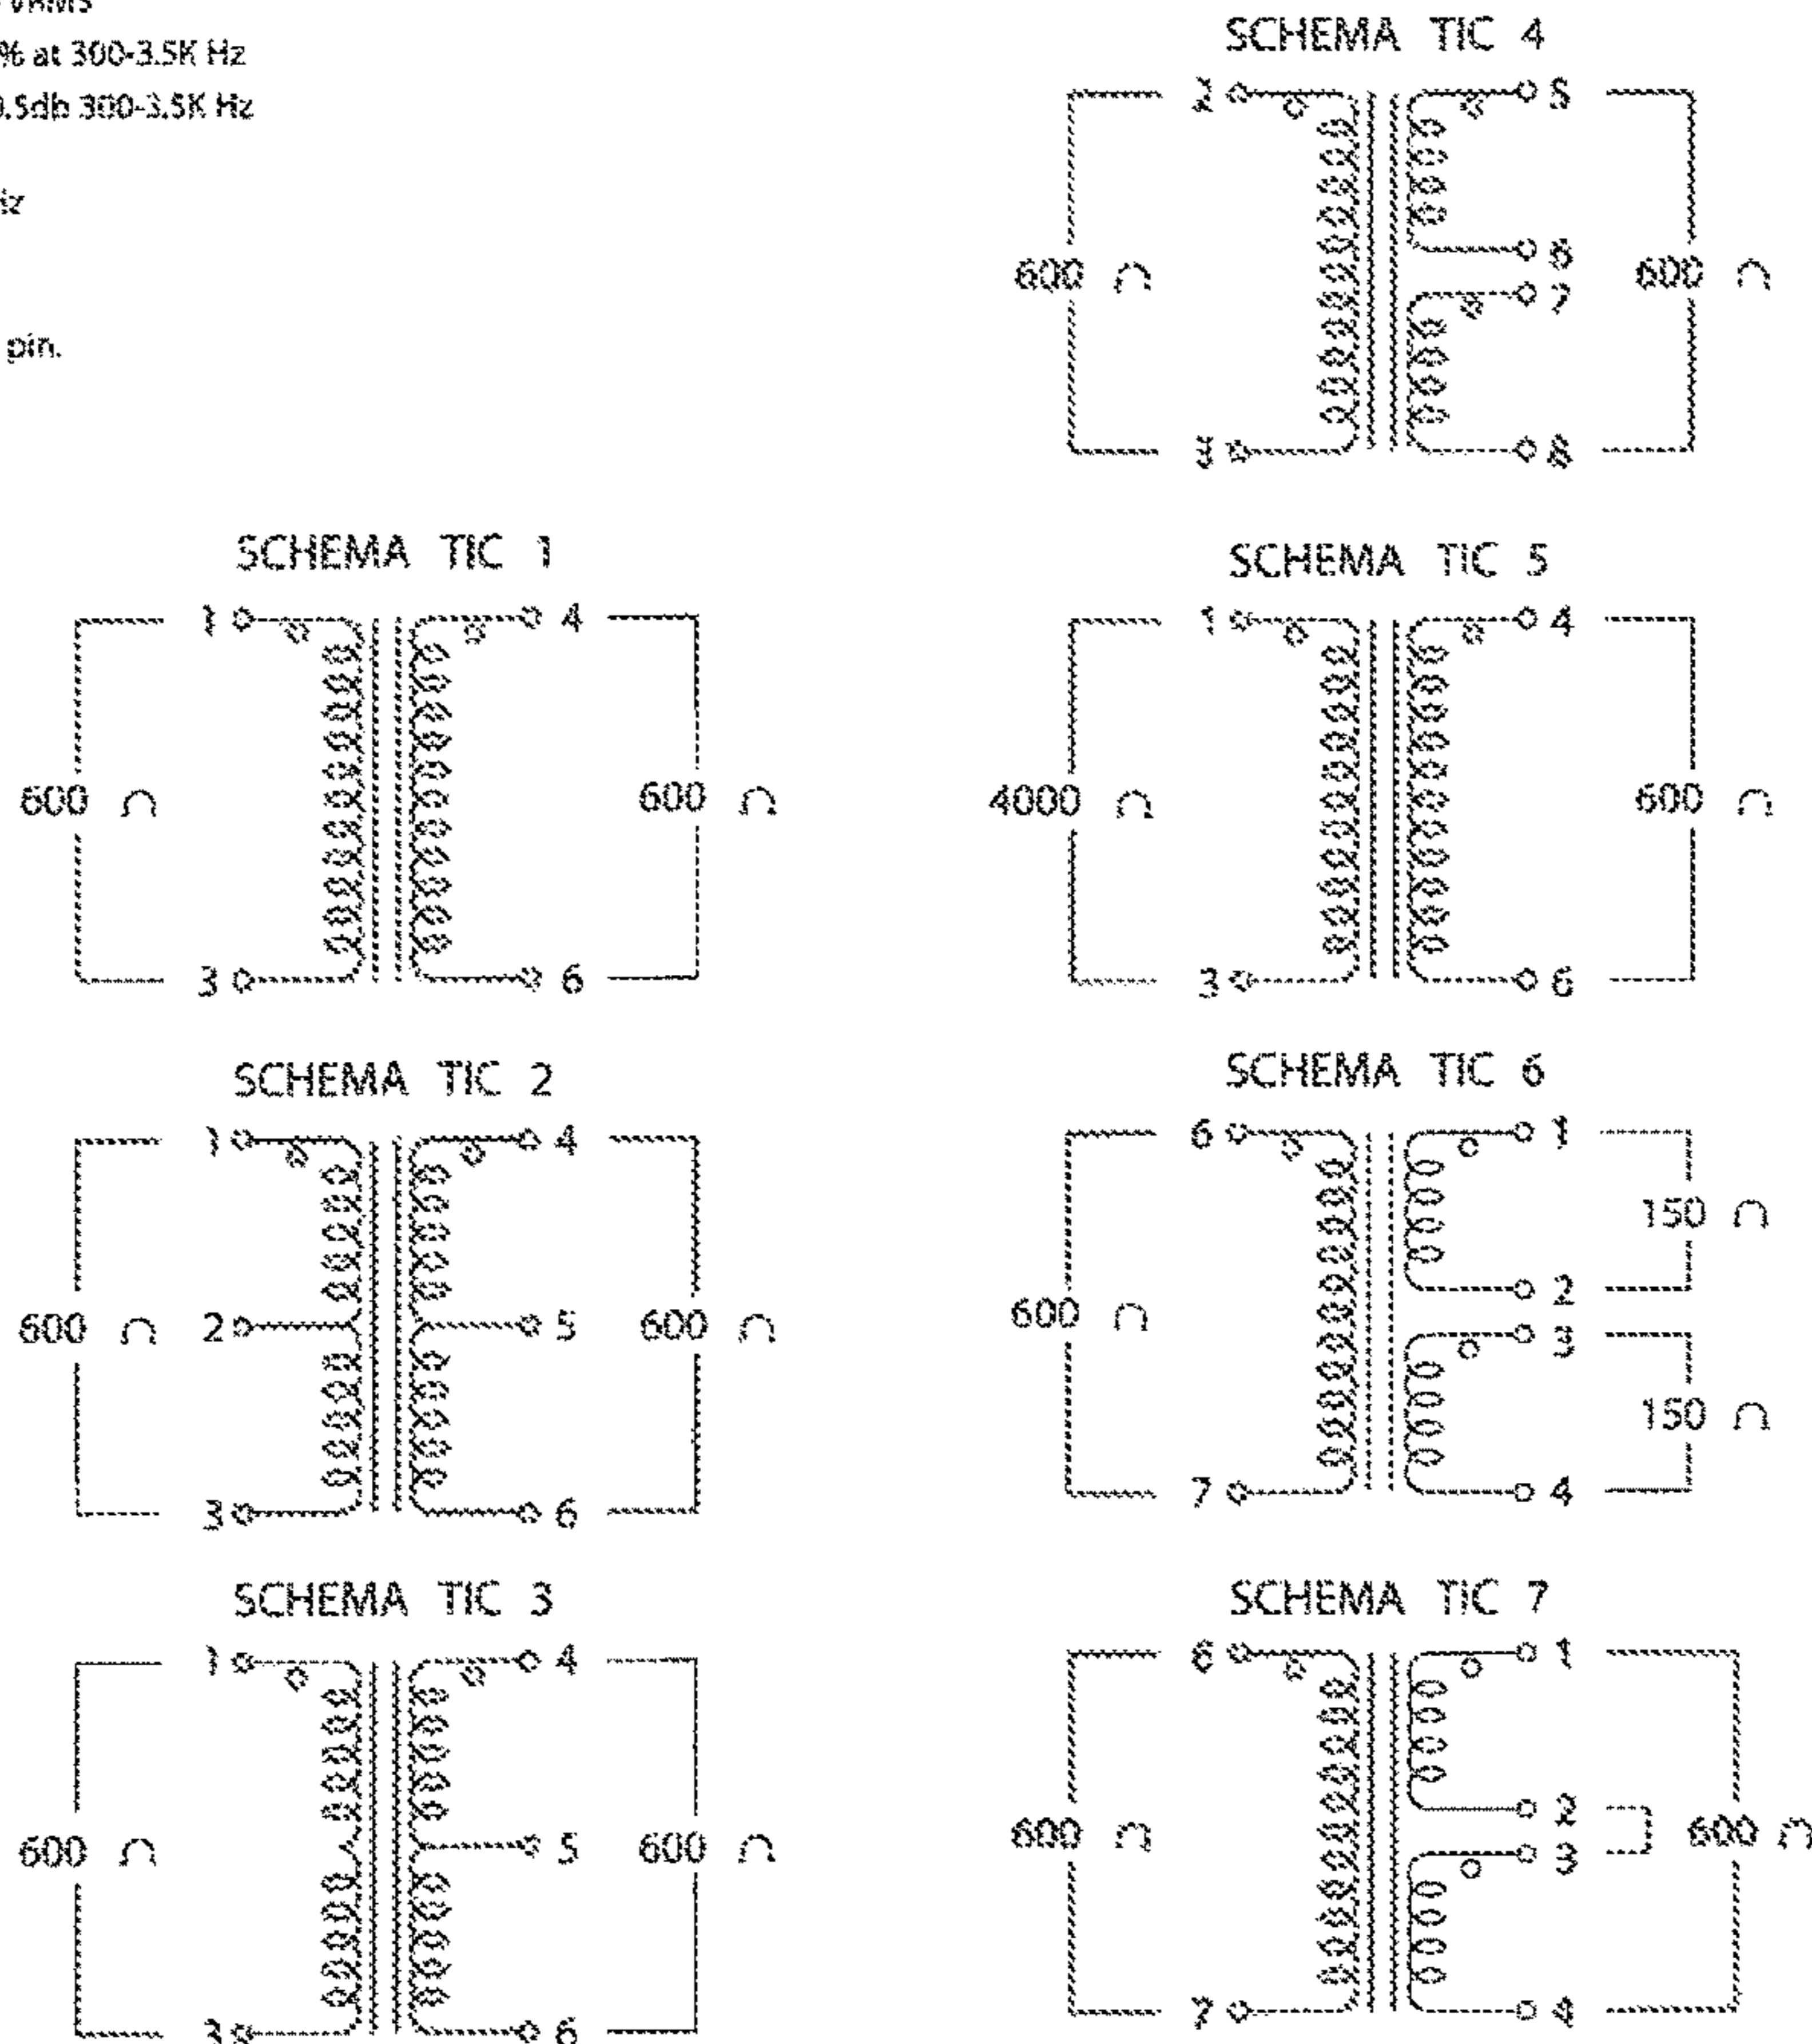 VRMS
% at 300-3.5K Hz
0.5db 300-3.5K Hz
Hz
pin.
SCHEMA TIC 4
2 5
6
600 Ω 600 Ω
7
3 8
SCHEMA TIC 1
1 4
600 Ω 600 Ω
3 6
SCHEMA TIC 5
1 4
4000 Ω 600 Ω
3 6
SCHEMA TIC 2
1 4
600 Ω 2 5 600 Ω
3 6
SCHEMA TIC 6
6 1
150 Ω
2
600 Ω
3
150 Ω
7 4
SCHEMA TIC 3
1 4
600 Ω 5 600 Ω
3 6
SCHEMA TIC 7
6 1
2
600 Ω 600 Ω
3
7 4